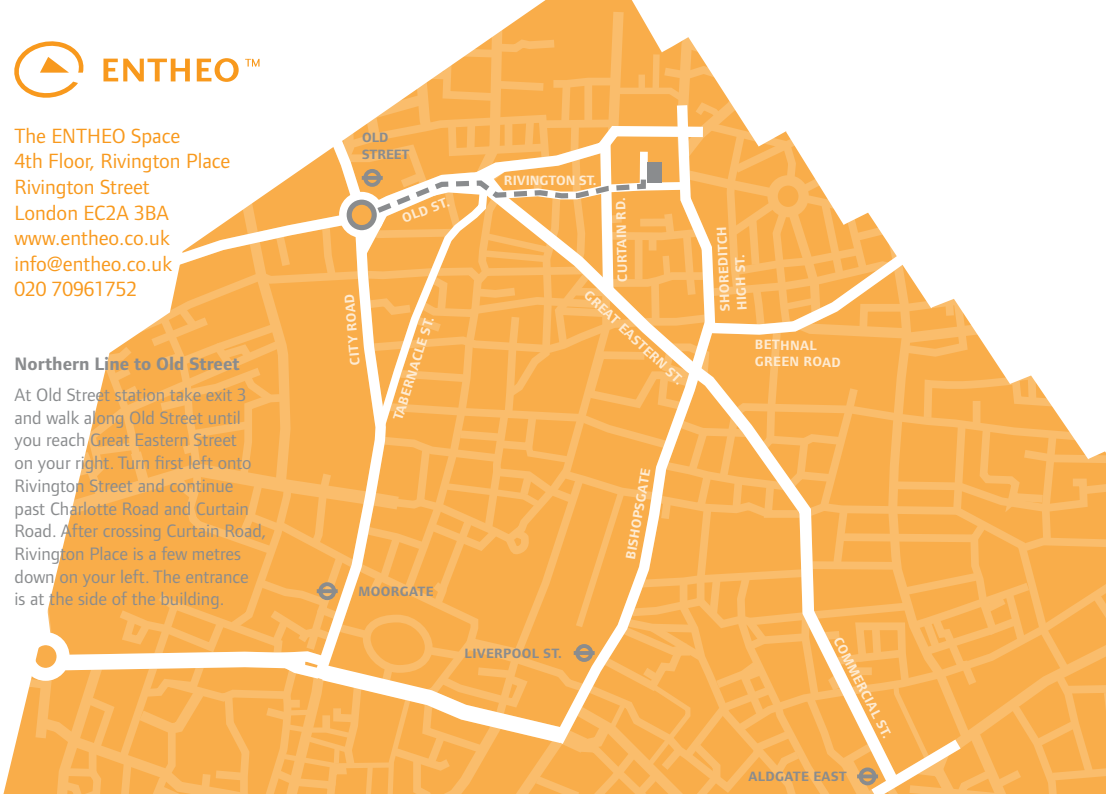 ENTHEO™
The ENTHEO Space
4th Floor, Rivington Place
Rivington Street
London EC2A 3BA
www.entheo.co.uk
info@entheo.co.uk
020 70961752
Northern Line to Old Street
At Old Street station take exit 3
and walk along Old Street until
you reach Great Eastern Street
on your right. Turn first left onto
Rivington Street and continue
past Charlotte Road and Curtain
Road. After crossing Curtain Road,
Rivington Place is a few metres
down on your left. The entrance
is at the side of the building.
OLD
STREET
RIVINGTON ST.
OLD ST.
CURTAIN RD.
SHOREDITCH
HIGH ST.
CITY ROAD
TABERNACLE ST.
GREAT EASTERN ST.
BETHNAL
GREEN ROAD
BISHOPSGATE
MOORGATE
LIVERPOOL ST.
COMMERCIAL ST.
ALDGATE EAST